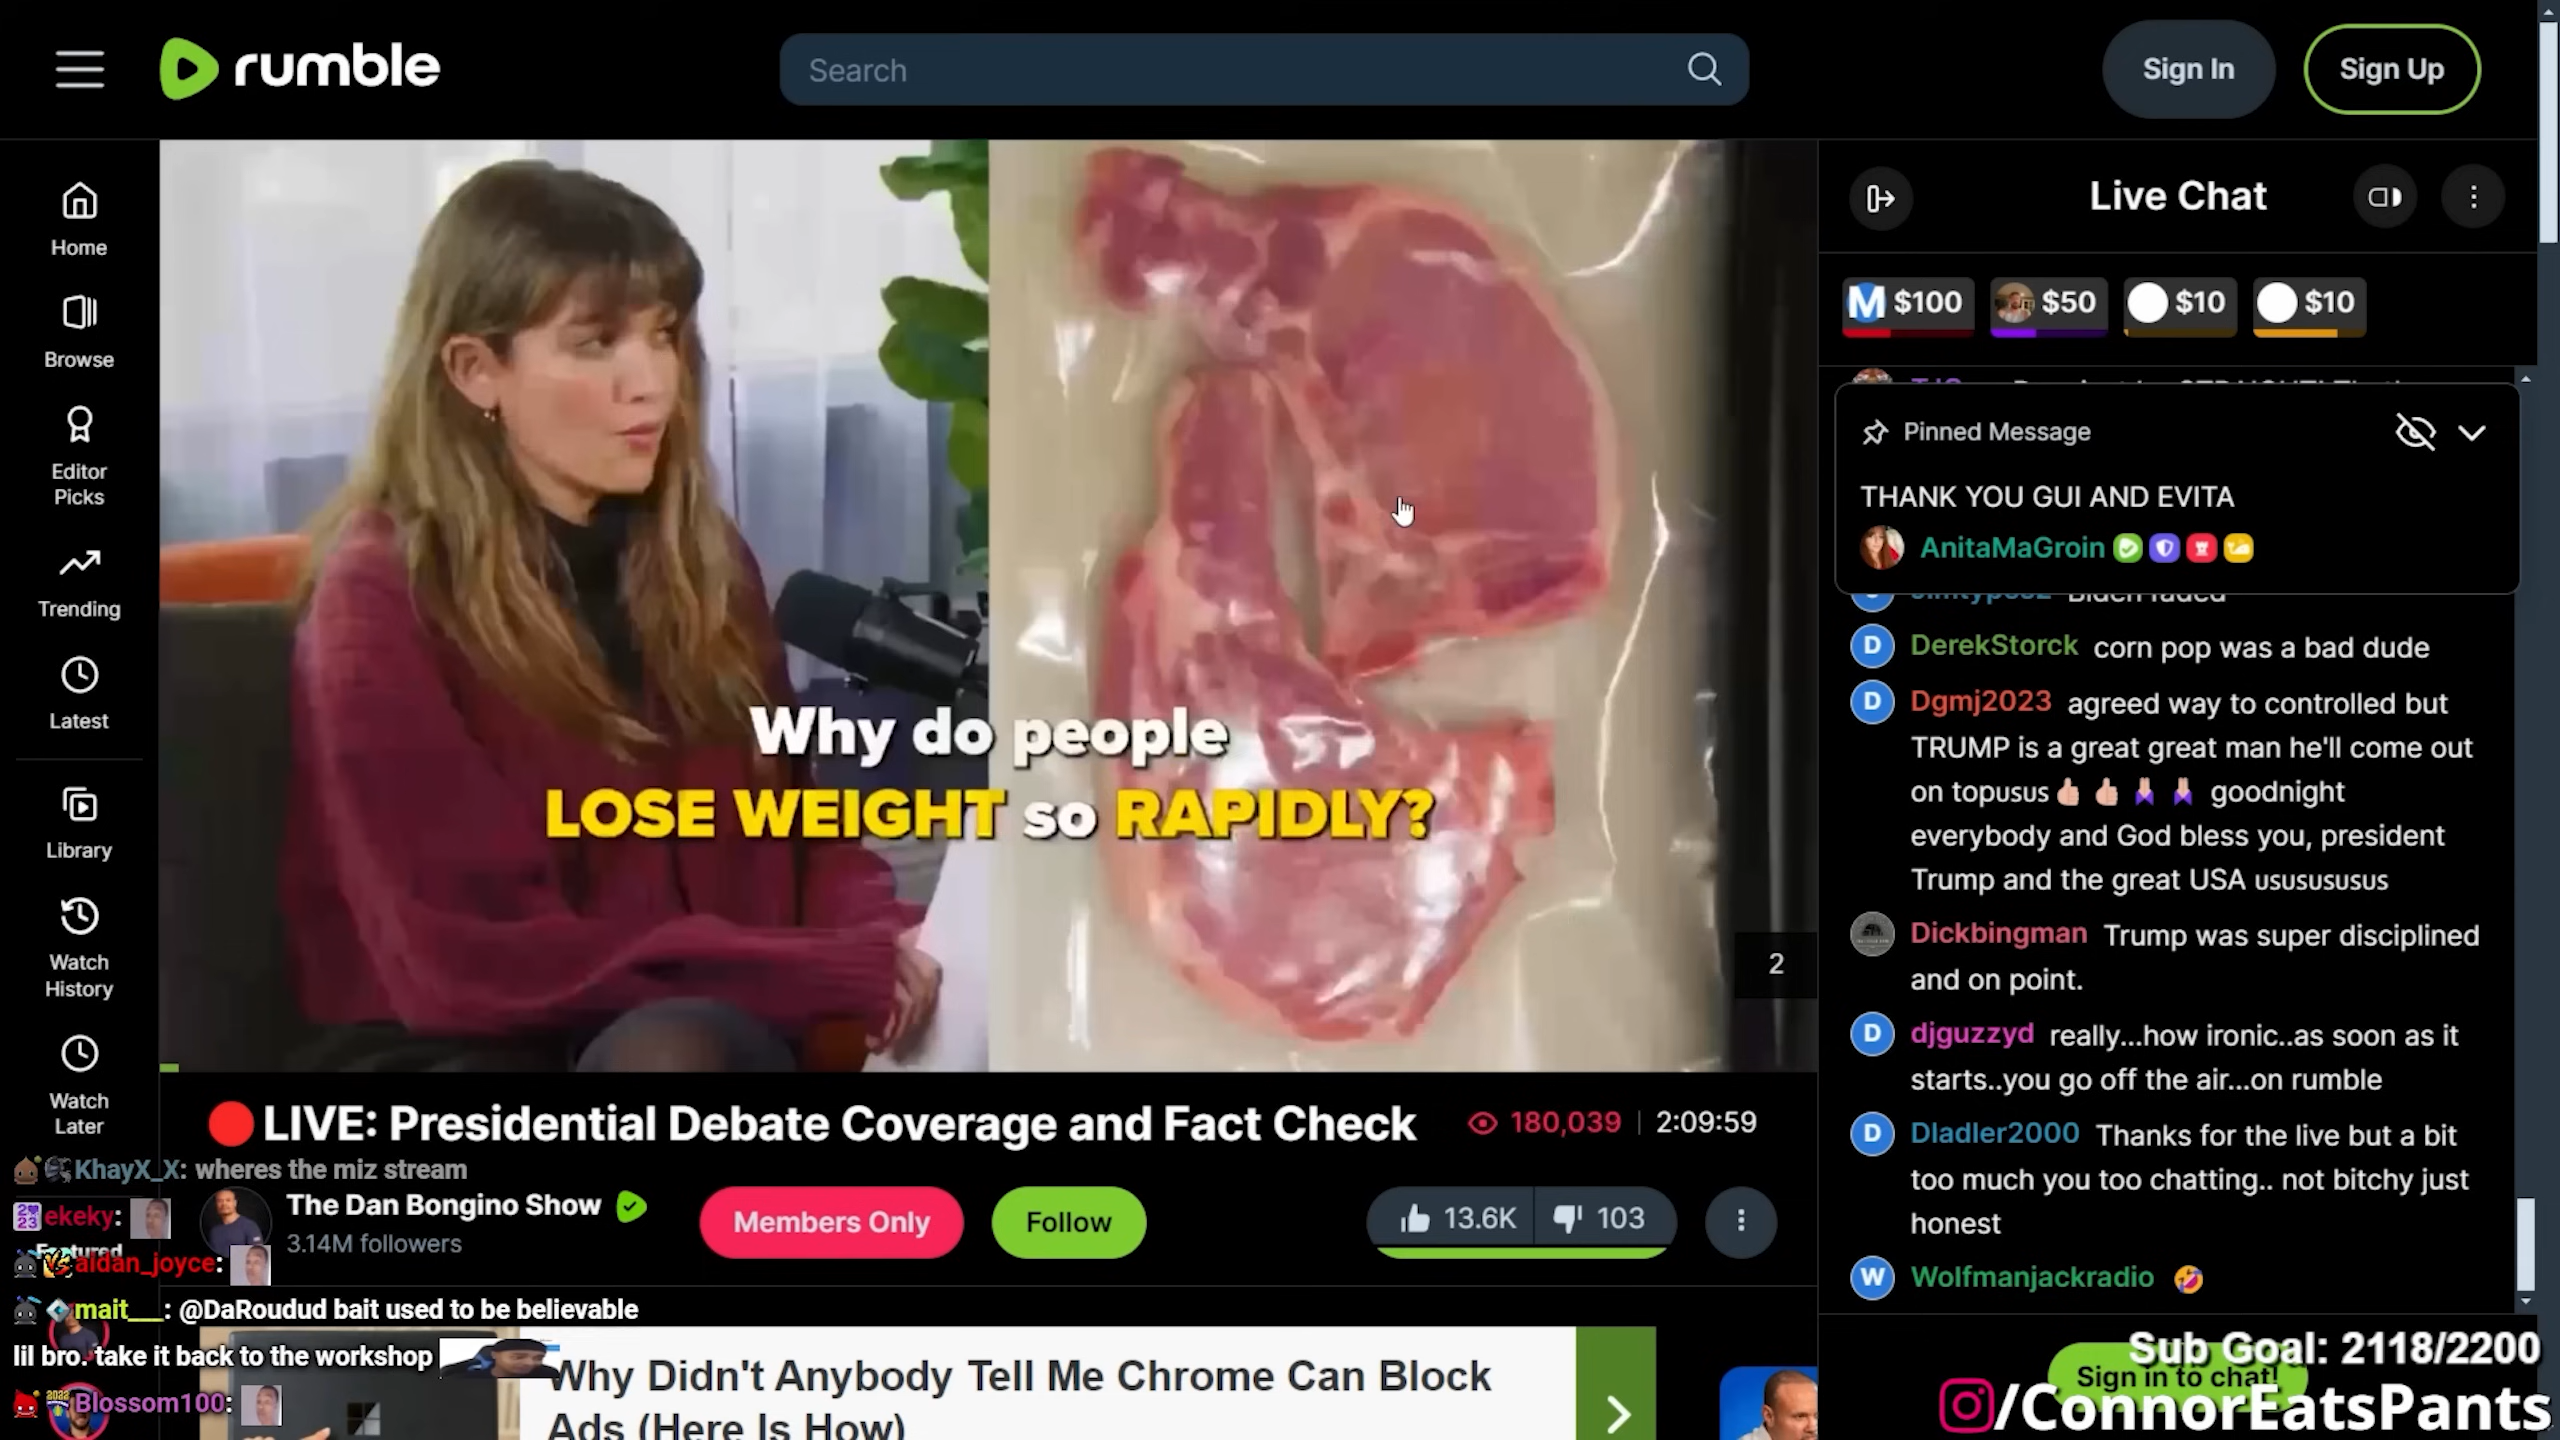 rumble
Search
Sign In
Sign Up
Home
Browse
Editor
Picks
Trending
Latest
Library
Watch
History
Watch
Later
Why do people
LOSE WEIGHT so RAPIDLY?
2
LIVE: Presidential Debate Coverage and Fact Check
180,039
2:09:59
The Dan Bongino Show
3.14M followers
Members Only
Follow
13.6K
103
KhayX_X: wheres the miz stream
ekeky:
Featured
aidan_joyce:
mait___: @DaRoudud bait used to be believable
lil bro. take it back to the workshop
Blossom100:
Why Didn't Anybody Tell Me Chrome Can Block
Ads (Here Is How)
Live Chat
M $100
$50
$10
$10
Pinned Message
THANK YOU GUI AND EVITA
AnitaMaGroin
Biden faded
D DerekStorck corn pop was a bad dude
D Dgmj2023 agreed way to controlled but
TRUMP is a great great man he'll come out
on topusus goodnight
everybody and God bless you, president
Trump and the great USA ususususus
Dickbingman Trump was super disciplined
and on point.
D djguzzyd really...how ironic..as soon as it
starts..you go off the air...on rumble
D Dladler2000 Thanks for the live but a bit
too much you too chatting.. not bitchy just
honest
W Wolfmanjackradio
Sub Goal: 2118/2200
Sign in to chat!
/ConnorEatsPants